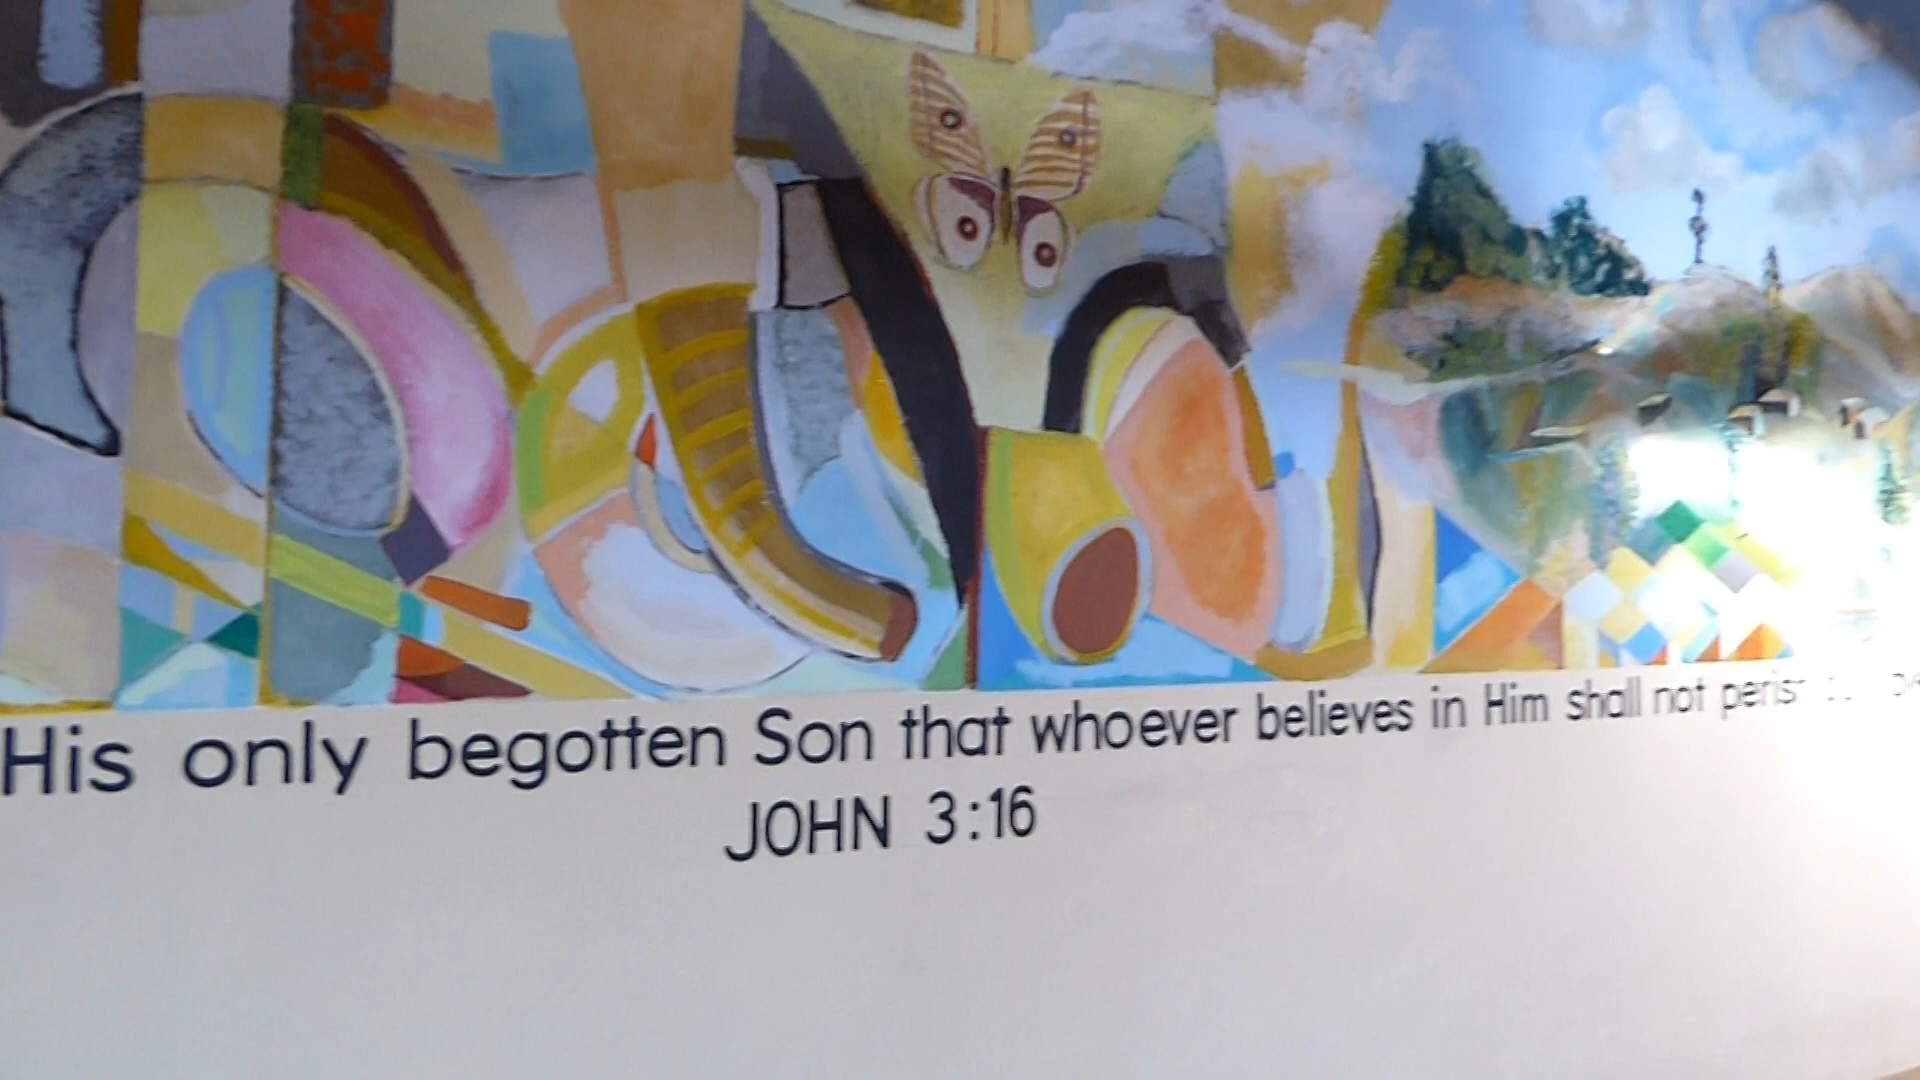 His only begotten Son that whoever believes in Him shall not
JOHN 3:16